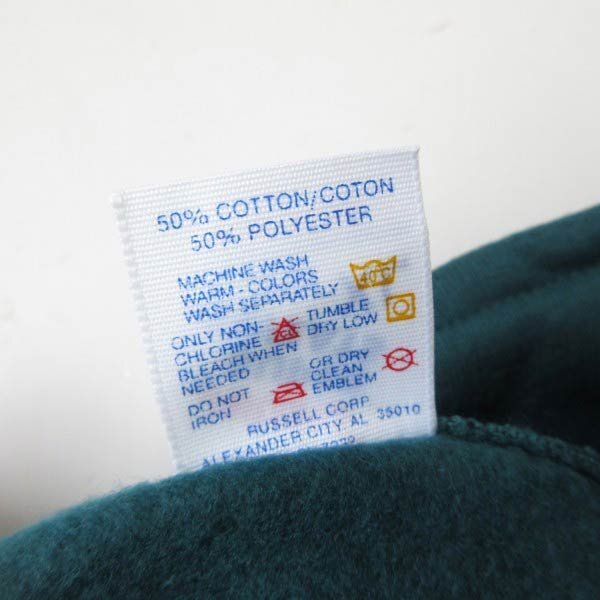 50% COTTON/COTON
50% POLYESTER
MACHINE WASH
WARM - COLORS
WASH SEPARATELY
40°C
ONLY NON-
CHLORINE
BLEACH WHEN
NEEDED
CL
TUMBLE
DRY LOW
DO NOT
IRON
OR DRY
CLEAN
EMBLEM
RUSSELL CORP
ALEXANDER CITY, AL 35010